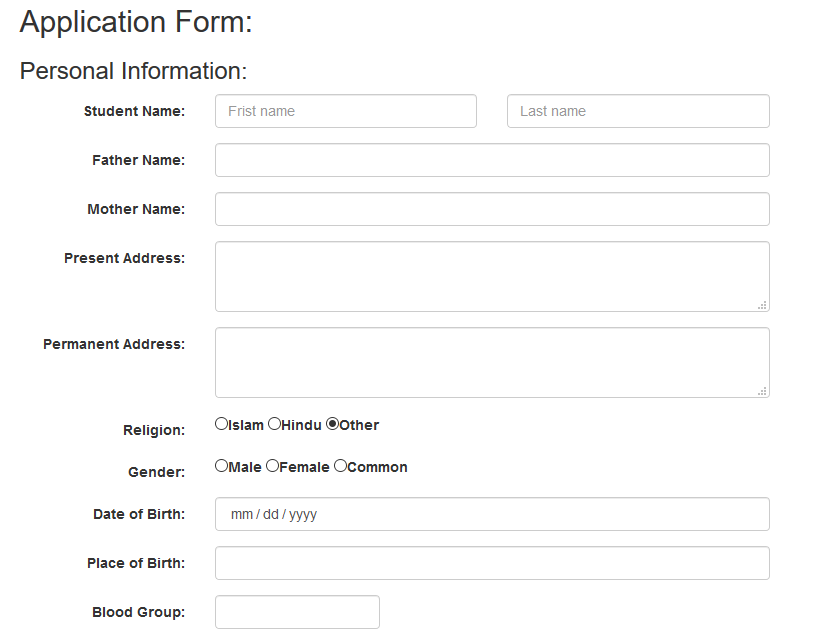 Application Form:
Personal Information:
Student Name: Frist name Last name
Father Name:
Mother Name:
Present Address:
Permanent Address:
Religion: Islam Hindu Other
Gender: Male Female Common
Date of Birth: mm / dd / yyyy
Place of Birth:
Blood Group: